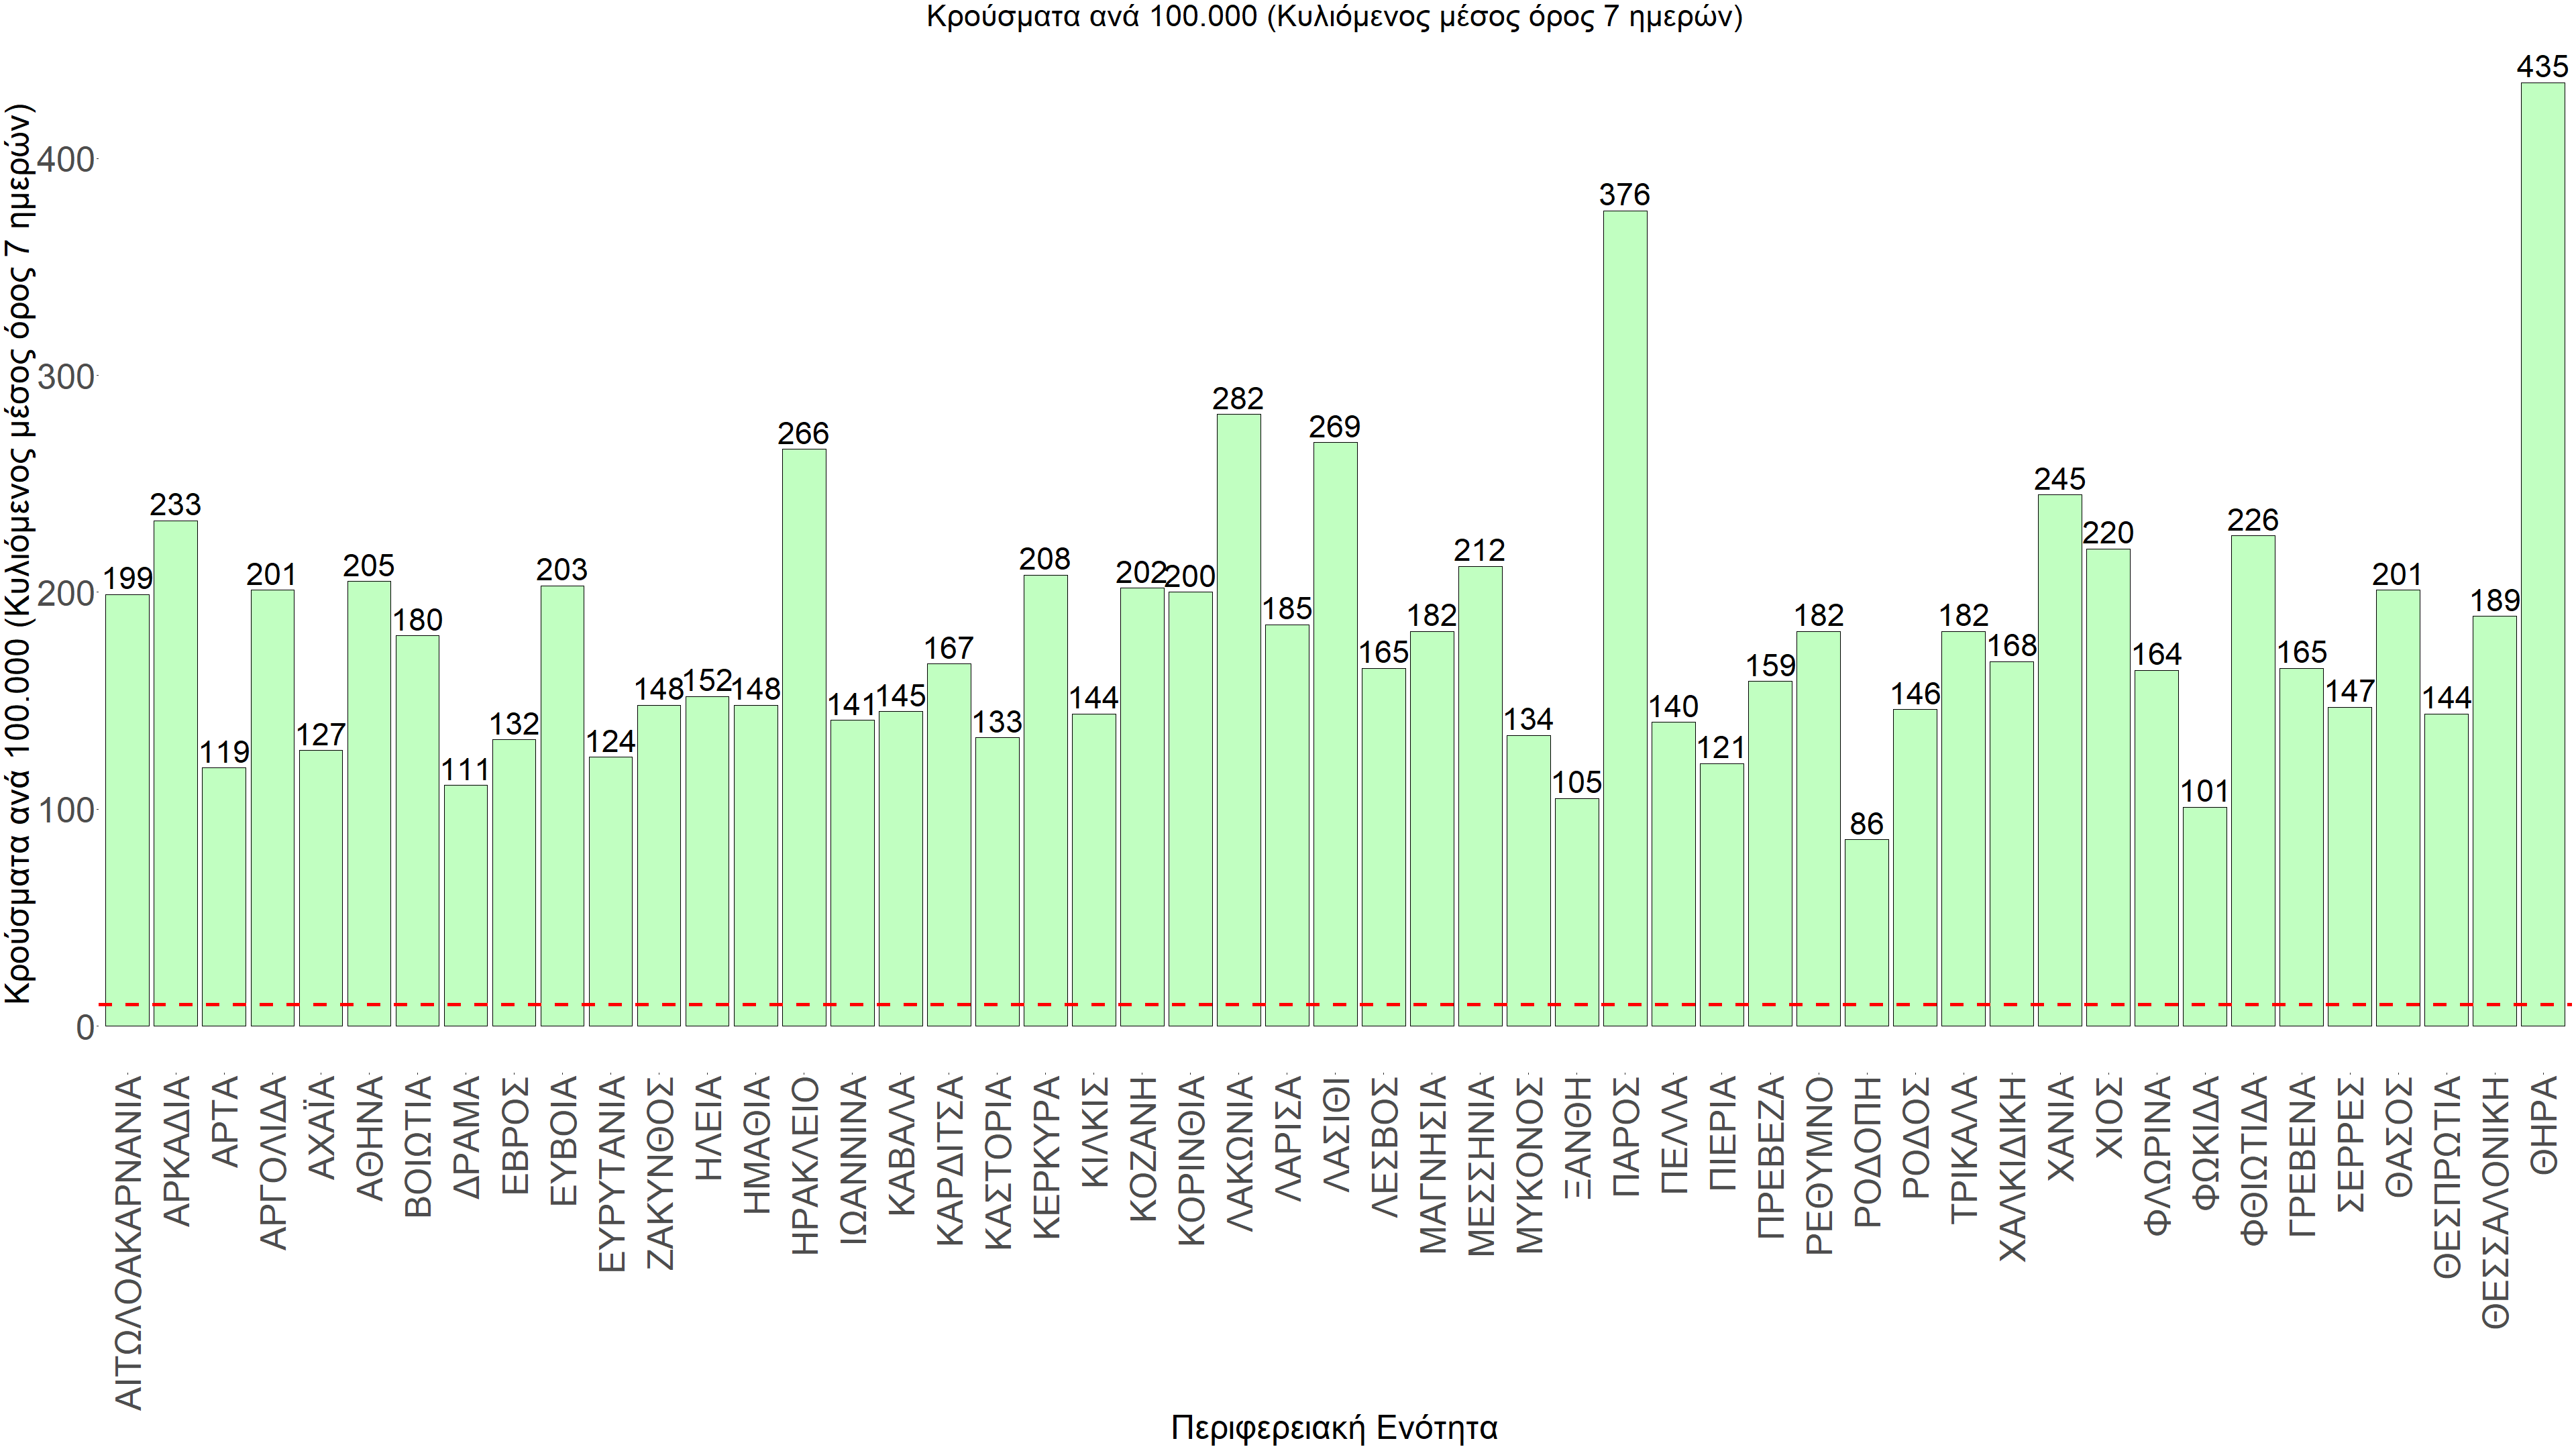 Κρούσματα ανά 100.000 (Κυλιόμενος μέσος όρος 7 ημερών)
Κρούσματα ανά 100.000 (Κυλιόμενος μέσος όρος 7 ημερών)
400
300
200
100
0
199
233
119
201
127
205
180
111
132
203
124
148
152
148
266
141
145
167
133
208
144
202
200
282
185
269
165
182
212
134
105
376
140
121
159
182
86
146
182
168
245
220
164
101
226
165
147
201
144
189
435
ΑΙΤΩΛΟΑΚΑΡΝΑΝΙΑ
ΑΡΚΑΔΙΑ
ΑΡΤΑ
ΑΡΓΟΛΙΔΑ
ΑΧΑΪΑ
ΑΘΗΝΑ
ΒΟΙΩΤΙΑ
ΔΡΑΜΑ
ΕΒΡΟΣ
ΕΥΒΟΙΑ
ΕΥΡΥΤΑΝΙΑ
ΖΑΚΥΝΘΟΣ
ΗΛΕΙΑ
ΗΜΑΘΙΑ
ΗΡΑΚΛΕΙΟ
ΙΩΑΝΝΙΝΑ
ΚΑΒΑΛΑ
ΚΑΡΔΙΤΣΑ
ΚΑΣΤΟΡΙΑ
ΚΕΡΚΥΡΑ
ΚΙΛΚΙΣ
ΚΟΖΑΝΗ
ΚΟΡΙΝΘΙΑ
ΛΑΚΩΝΙΑ
ΛΑΡΙΣΑ
ΛΑΣΙΘΙ
ΛΕΣΒΟΣ
ΜΑΓΝΗΣΙΑ
ΜΕΣΣΗΝΙΑ
ΜΥΚΟΝΟΣ
ΞΑΝΘΗ
ΠΑΡΟΣ
ΠΕΛΛΑ
ΠΙΕΡΙΑ
ΠΡΕΒΕΖΑ
ΡΕΘΥΜΝΟ
ΡΟΔΟΠΗ
ΡΟΔΟΣ
ΤΡΙΚΑΛΑ
ΧΑΛΚΙΔΙΚΗ
ΧΑΝΙΑ
ΧΙΟΣ
ΦΛΩΡΙΝΑ
ΦΩΚΙΔΑ
ΦΘΙΩΤΙΔΑ
ΓΡΕΒΕΝΑ
ΣΕΡΡΕΣ
ΘΑΣΟΣ
ΘΕΣΠΡΩΤΙΑ
ΘΕΣΣΑΛΟΝΙΚΗ
ΘΗΡΑ
Περιφερειακή Ενότητα